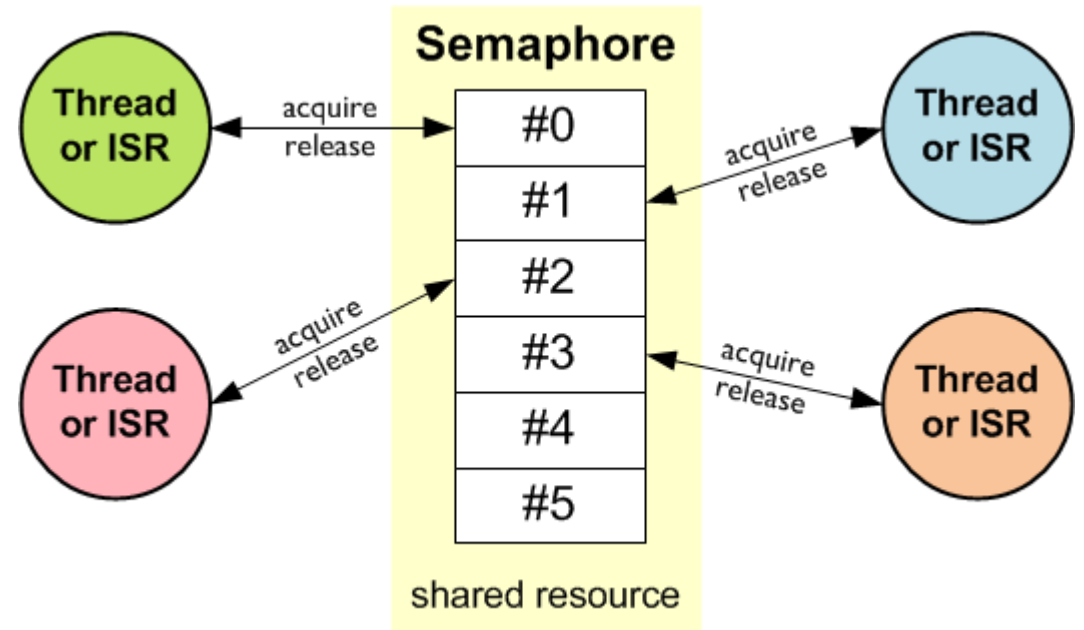 Semaphore
Thread
or ISR
acquire
release
#0
#1
#2
#3
#4
#5
acquire
release
Thread
or ISR
Thread
or ISR
acquire
release
acquire
release
Thread
or ISR
shared resource